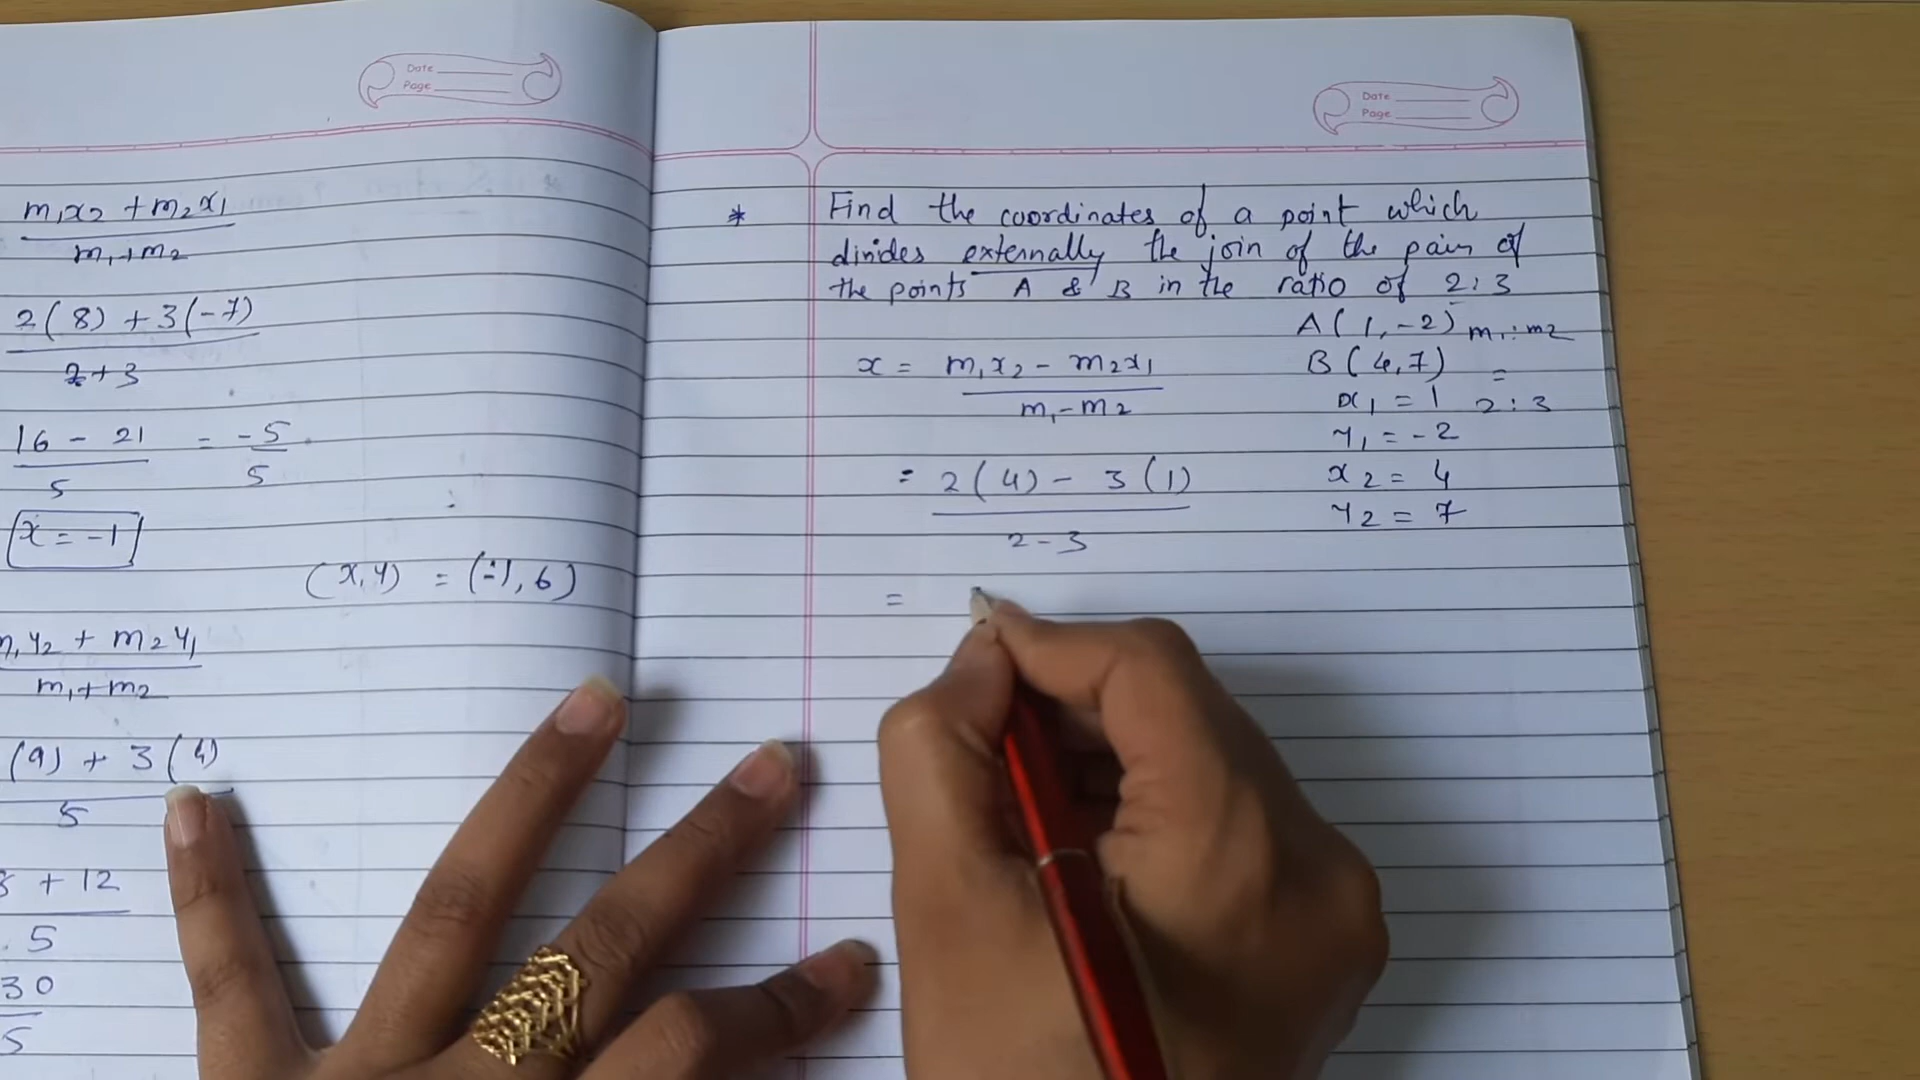 Date
Page
m₁x₂ + m₂x₁
m₁+m₂
2(8) + 3(-7)
2+3
16 - 21 = -5
5 5
x = -1
(x,y) = (-1, 6)
y₂ + m₂y₁
m₁+m₂
(9) + 3(4)
5
+ 12
5
30
5
Date
Page
* Find the coordinates of a point which
divides externally the join of the pair of
the points A & B in the ratio of 2:3
A(1,-2) m₁:m₂
x = m₁x₂ - m₂x₁ B(4,7) =
m₁-m₂ x₁ = 1 2:3
y₁ = -2
= 2(4) - 3(1) x₂ = 4
2-3 y₂ = 7
=